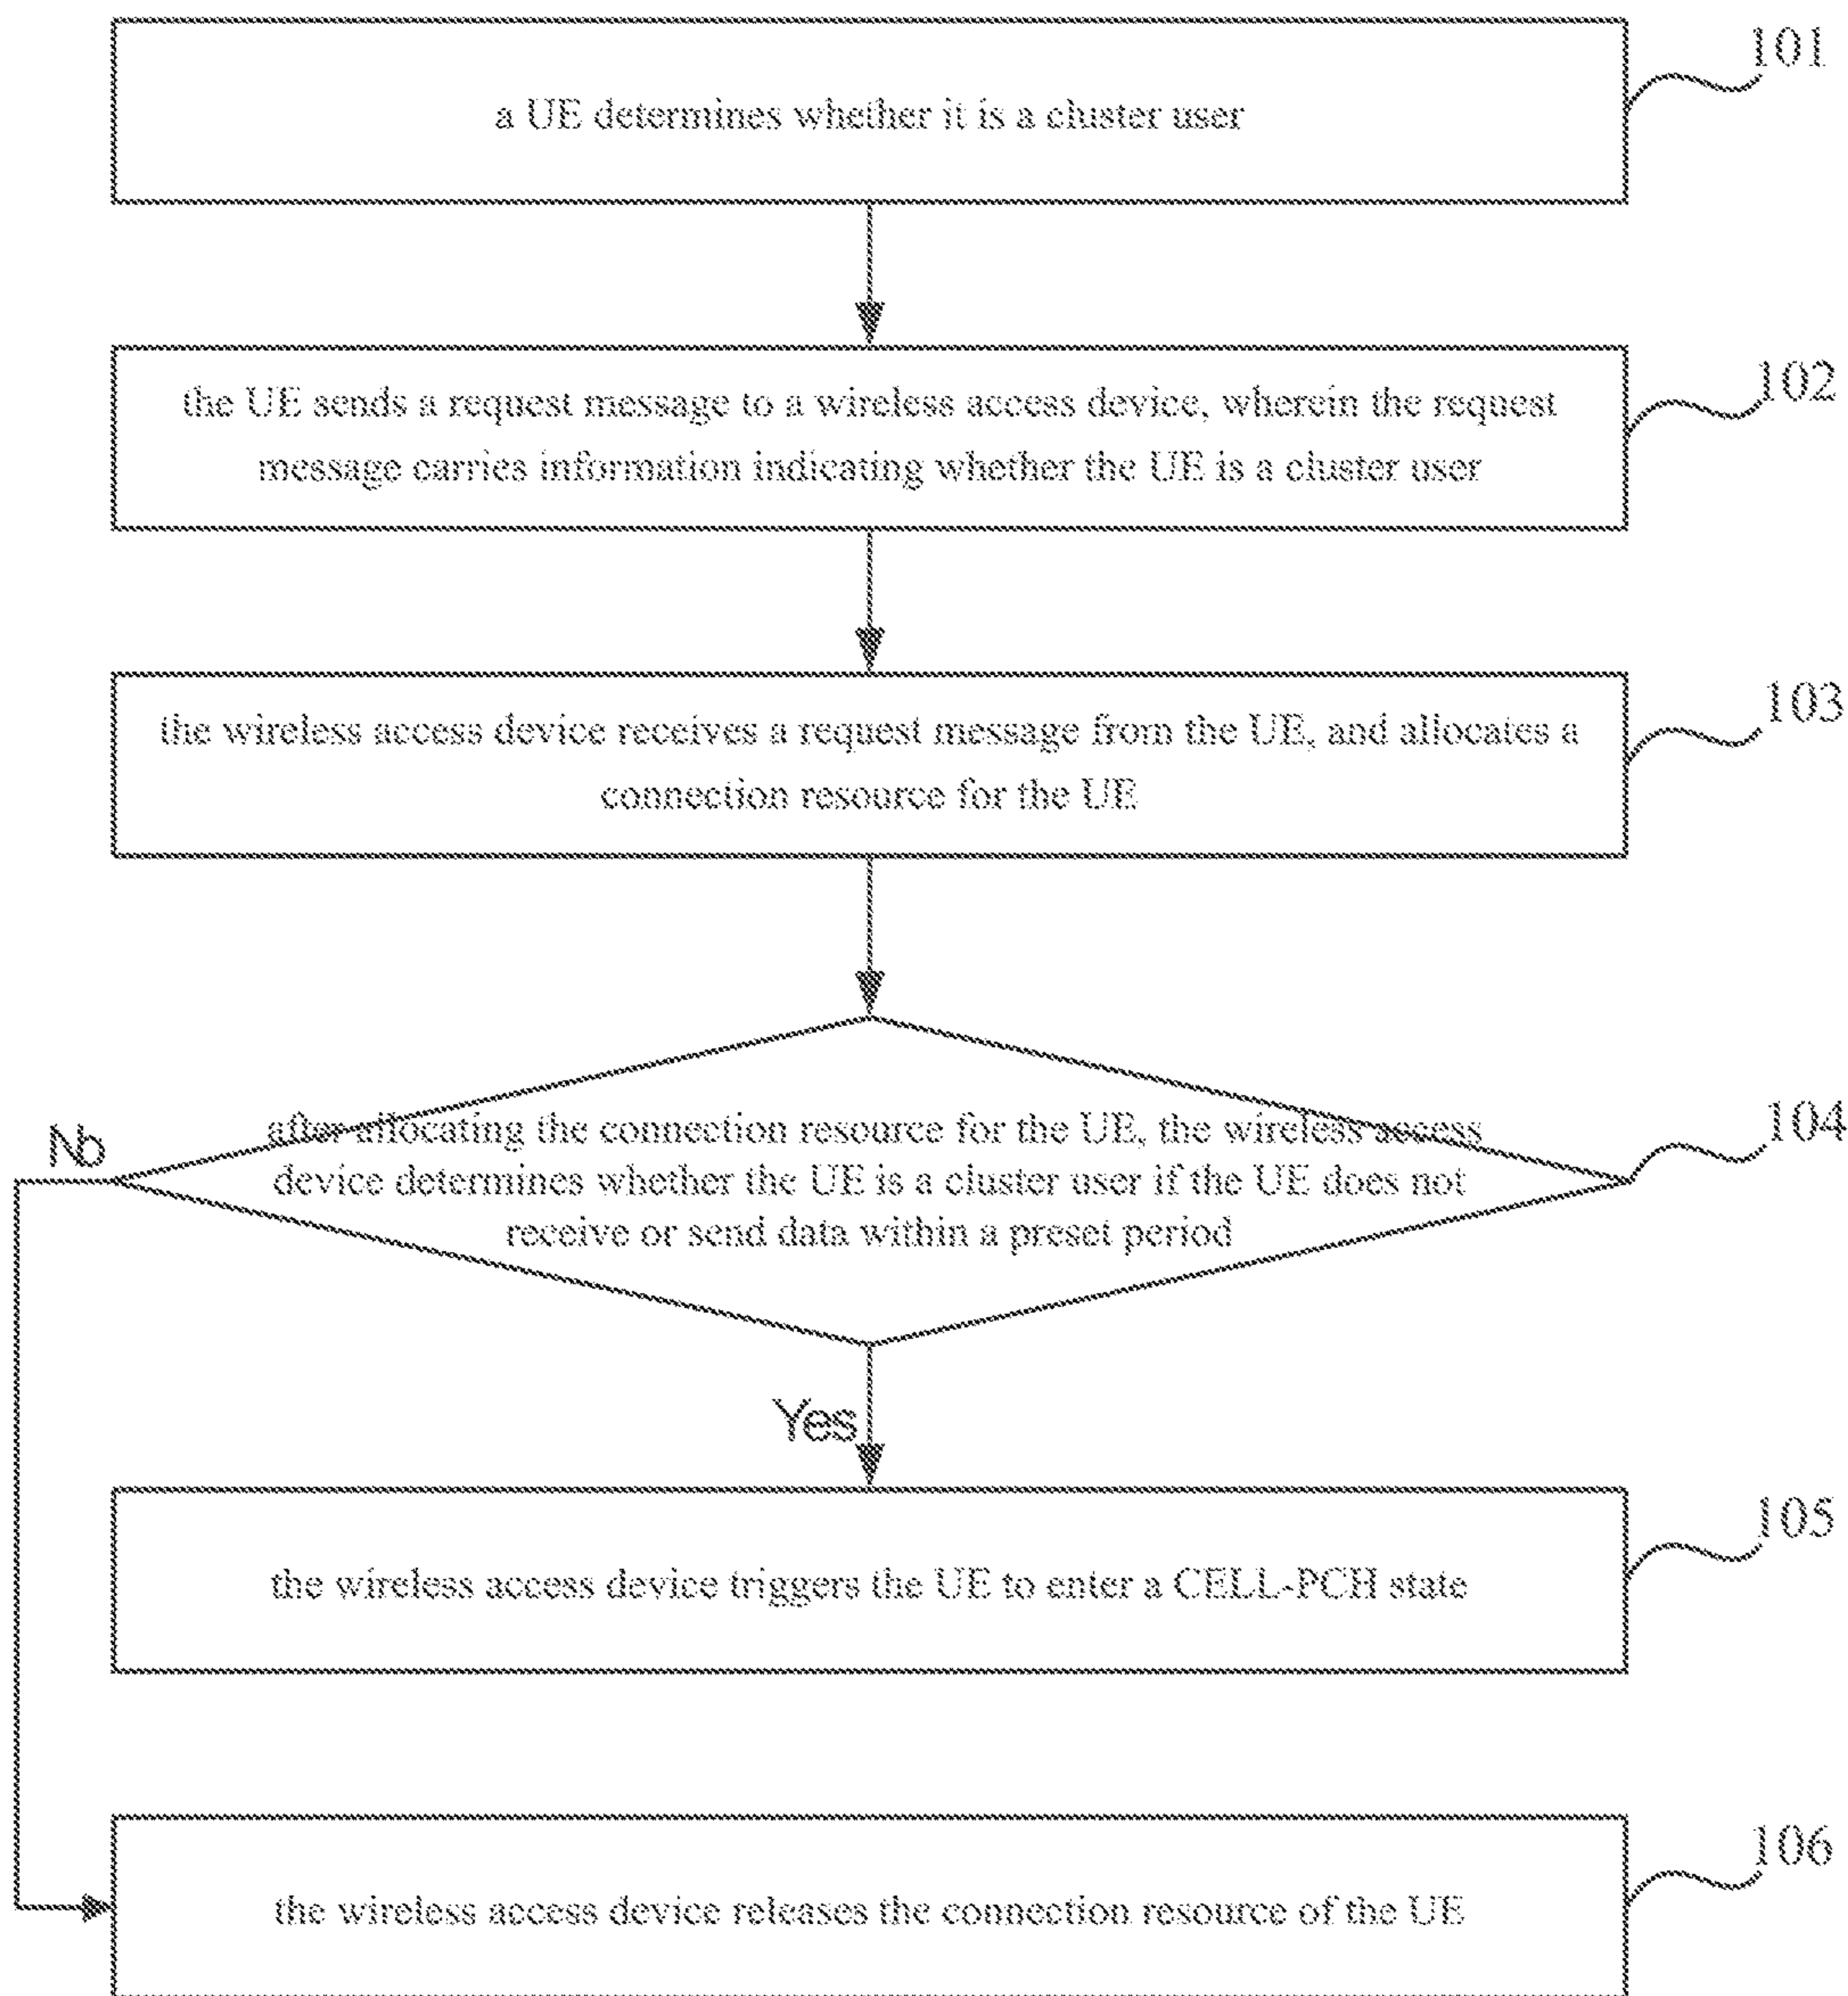 101
a UE determines whether it is a cluster user
102
the UE sends a request message to a wireless access device, wherein the request
message carries information indicating whether the UE is a cluster user
103
the wireless access device receives a request message from the UE, and allocates a
connection resource for the UE
104
No
after allocating the connection resource for the UE, the wireless access
device determines whether the UE is a cluster user if the UE does not
receive or send data within a preset period
Yes
105
the wireless access device triggers the UE to enter a CELL-PCH state
106
the wireless access device releases the connection resource of the UE